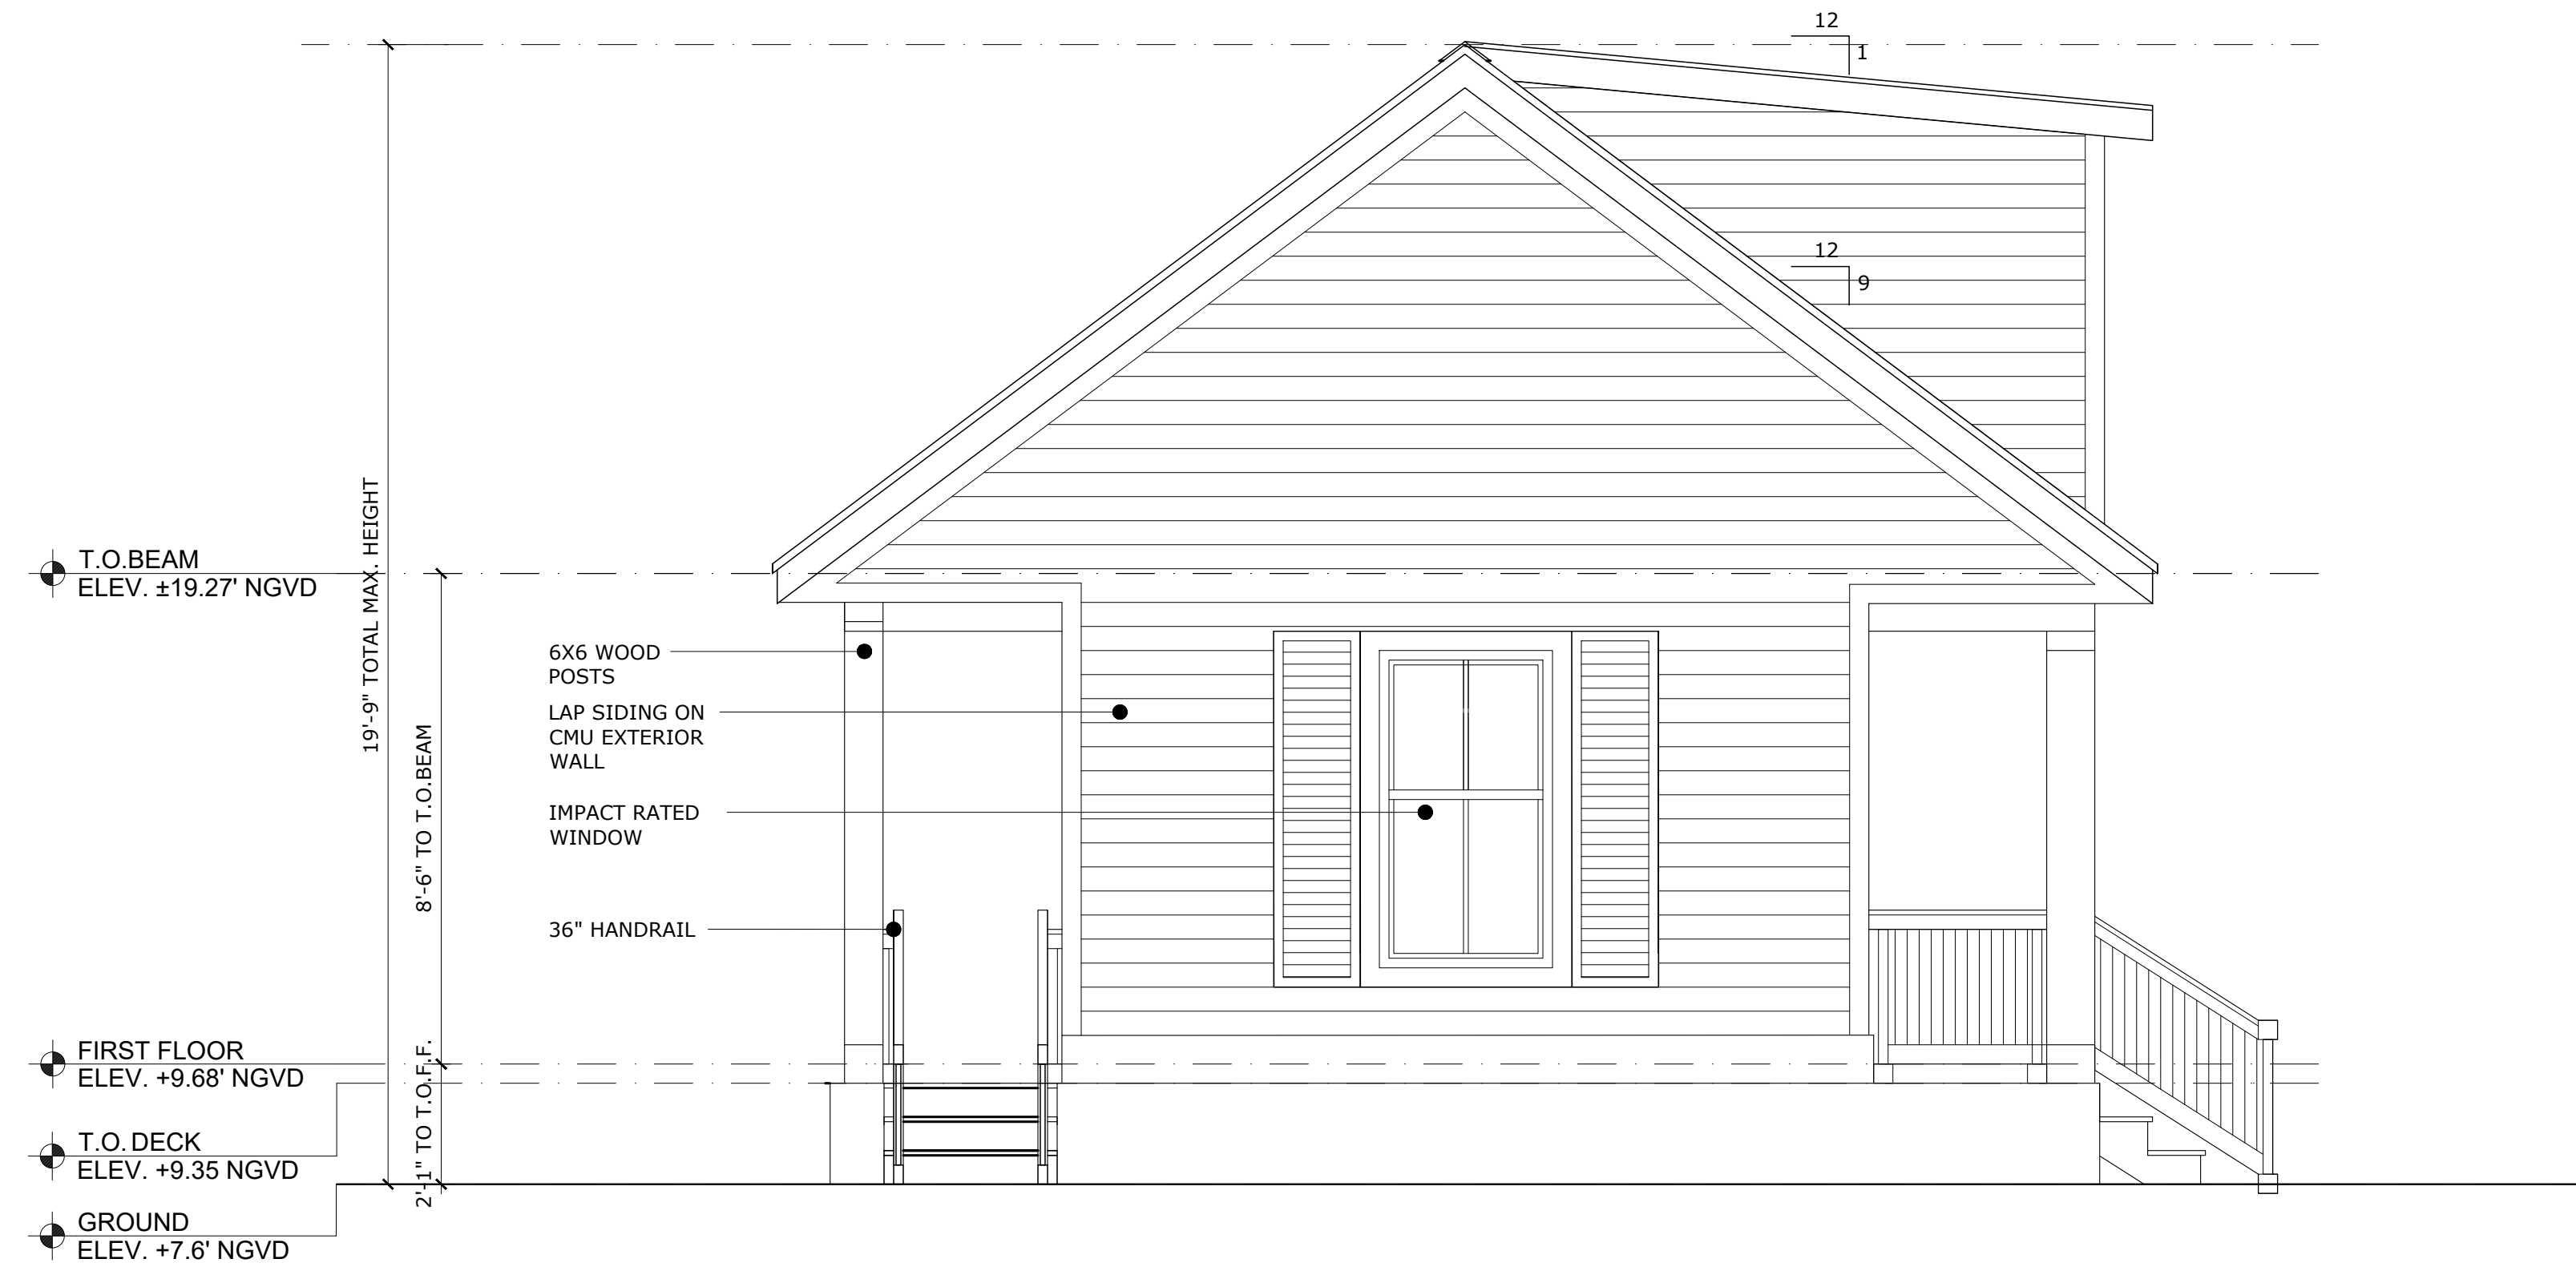 12
1
12
9
19'-9" TOTAL MAX. HEIGHT
T.O.BEAM
ELEV. ±19.27' NGVD
8'-6" TO T.O.BEAM
6X6 WOOD
POSTS
LAP SIDING ON
CMU EXTERIOR
WALL
IMPACT RATED
WINDOW
36" HANDRAIL
FIRST FLOOR
ELEV. +9.68' NGVD
2'-1" TO T.O.F.F.
T.O. DECK
ELEV. +9.35 NGVD
GROUND
ELEV. +7.6' NGVD